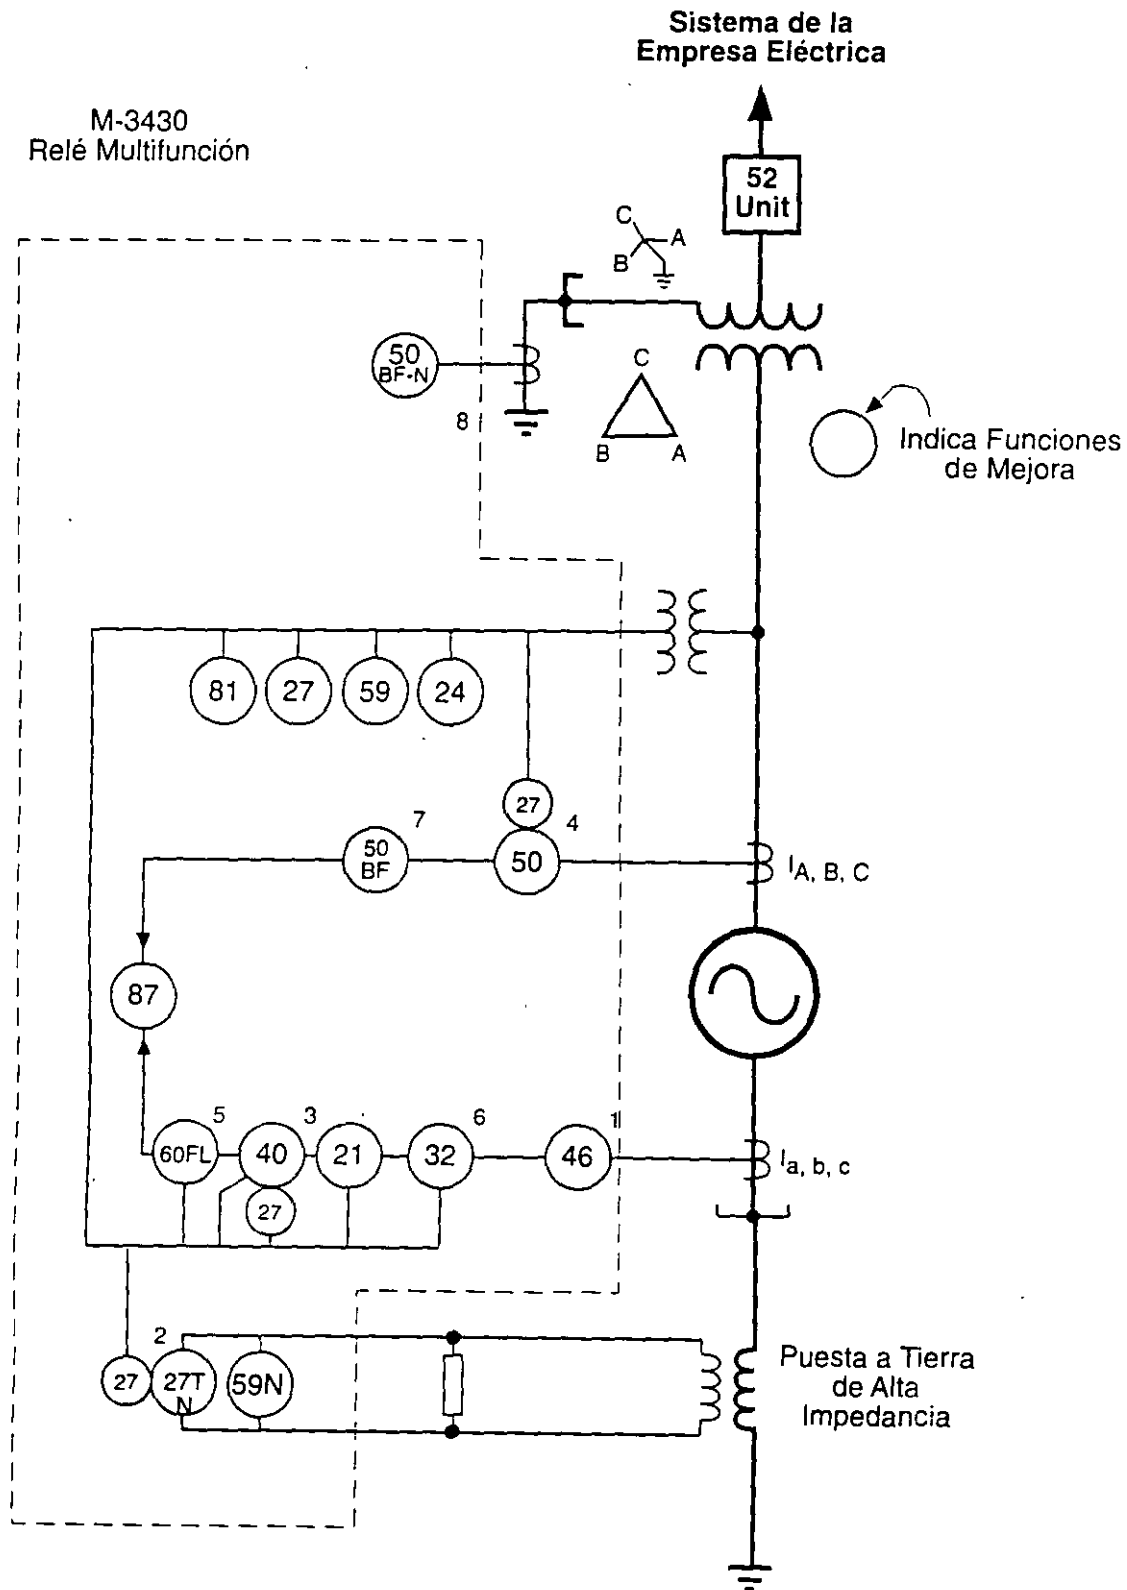 Sistema de la
Empresa Eléctrica
M-3430
Relé Multifunción
52
Unit
C
A
B
50
BF-N
8
C
B
A
Indica Funciones
de Mejora
81
27
59
24
27
7
4
50
BF
50
I A, B, C
87
5
3
6
1
60FL
40
21
32
46
I a, b, c
27
2
27
27T
N
59N
Puesta a Tierra
de Alta
Impedancia